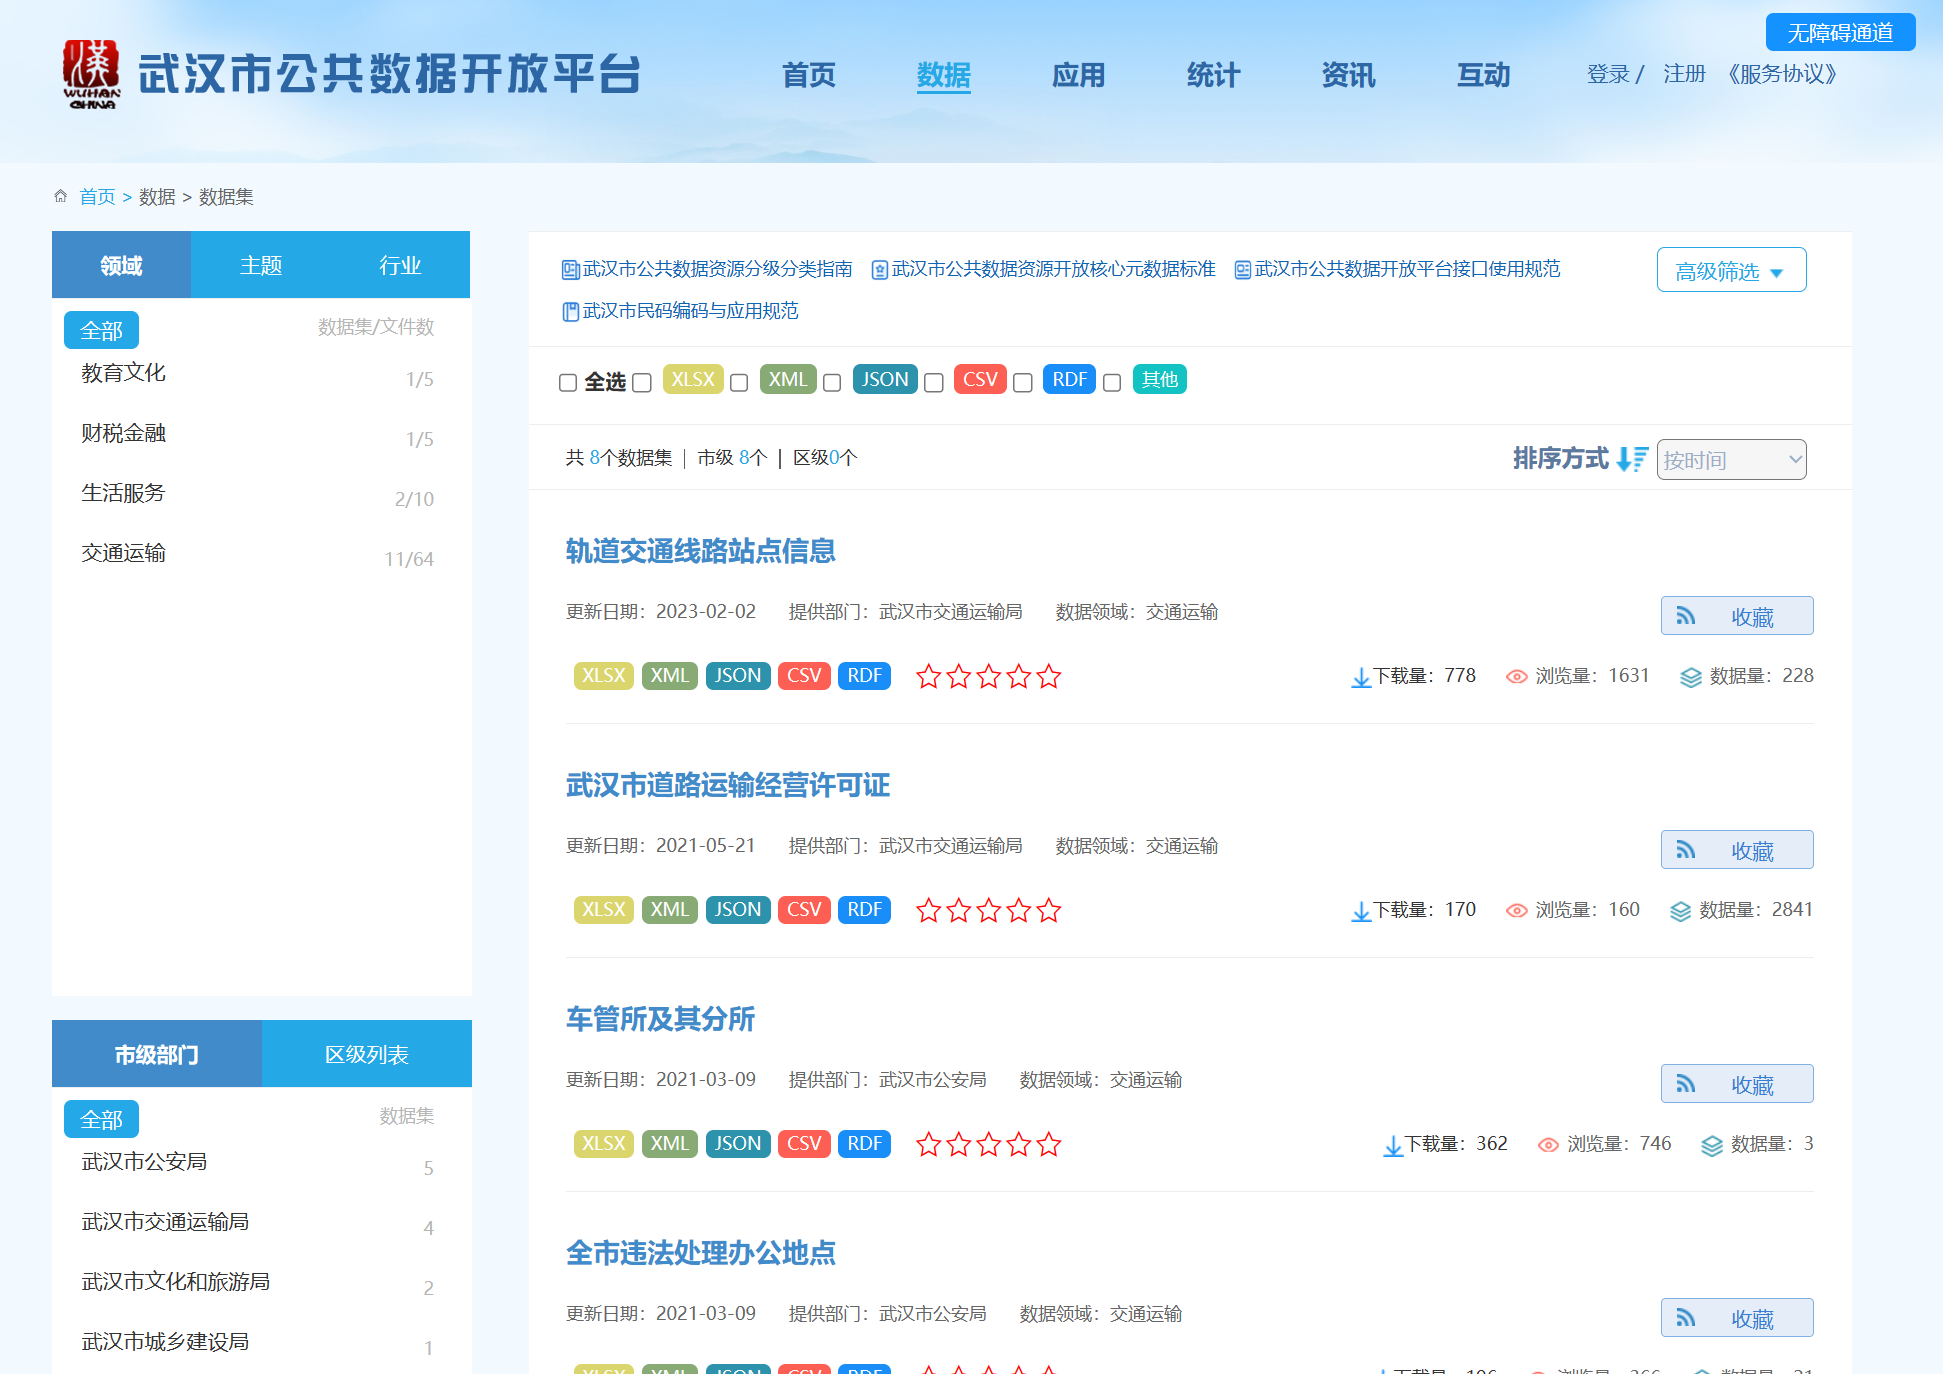 无障碍通道
WUHAN CHINA
武汉市公共数据开放平台 首页 数据 应用 统计 资讯 互动 登录 / 注册 《服务协议》
首页 > 数据 > 数据集
领域 主题 行业
全部 数据集/文件数
教育文化 1/5
财税金融 1/5
生活服务 2/10
交通运输 11/64
市级部门 区级列表
全部 数据集
武汉市公安局 5
武汉市交通运输局 4
武汉市文化和旅游局 2
武汉市城乡建设局 1
武汉市公共数据资源分级分类指南 武汉市公共数据资源开放核心元数据标准 武汉市公共数据开放平台接口使用规范 高级筛选
武汉市民码编码与应用规范
全选 XLSX XML JSON CSV RDF 其他
共 8个数据集 | 市级 8个 | 区级0个 排序方式 按时间
轨道交通线路站点信息
更新日期：2023-02-02 提供部门：武汉市交通运输局 数据领域：交通运输 收藏
XLSX XML JSON CSV RDF 下载量：778 浏览量：1631 数据量：228
武汉市道路运输经营许可证
更新日期：2021-05-21 提供部门：武汉市交通运输局 数据领域：交通运输 收藏
XLSX XML JSON CSV RDF 下载量：170 浏览量：160 数据量：2841
车管所及其分所
更新日期：2021-03-09 提供部门：武汉市公安局 数据领域：交通运输 收藏
XLSX XML JSON CSV RDF 下载量：362 浏览量：746 数据量：3
全市违法处理办公地点
更新日期：2021-03-09 提供部门：武汉市公安局 数据领域：交通运输 收藏
XLSX XML JSON CSV RDF 下载量： 浏览量： 数据量：